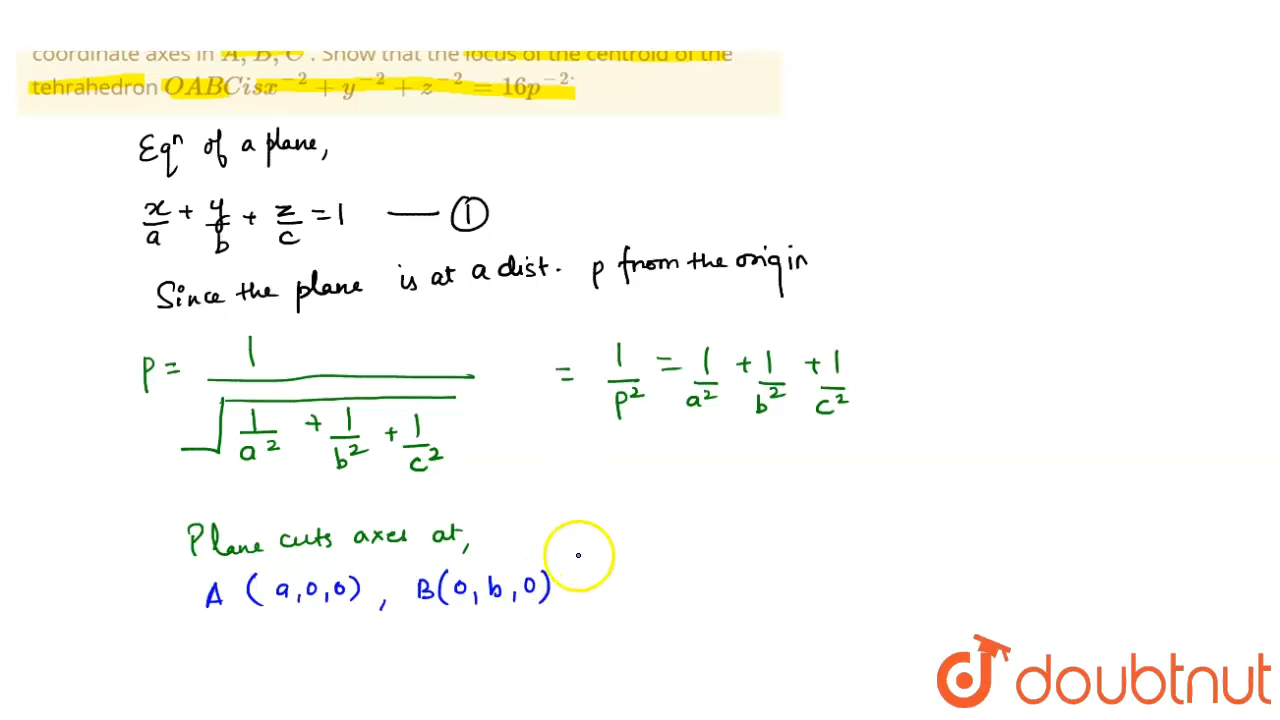 coordinate axes in A, B, C . Show that the locus of the centroid of the
tehrahedron OABCisx⁻² + y⁻² + z⁻² = 16p⁻²·
Eqⁿ of a plane,
x/a + y/b + z/c = 1 —— ①
Since the plane is at a dist. p from the origin
p = 1/√(1/a² + 1/b² + 1/c²) = 1/p² = 1/a² + 1/b² + 1/c²
Plane cuts axes at,
A (a,0,0) , B(0,b,0)
doubtnut